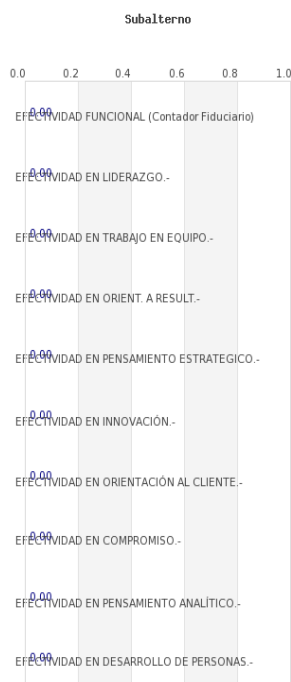 Subalterno
0.0 0.2 0.4 0.6 0.8 1.0
0.00
EFECTIVIDAD FUNCIONAL (Contador Fiduciario)
0.00
EFECTIVIDAD EN LIDERAZGO.-
0.00
EFECTIVIDAD EN TRABAJO EN EQUIPO.-
0.00
EFECTIVIDAD EN ORIENT. A RESULT.-
0.00
EFECTIVIDAD EN PENSAMIENTO ESTRATEGICO.-
0.00
EFECTIVIDAD EN INNOVACIÓN.-
0.00
EFECTIVIDAD EN ORIENTACIÓN AL CLIENTE.-
0.00
EFECTIVIDAD EN COMPROMISO.-
0.00
EFECTIVIDAD EN PENSAMIENTO ANALÍTICO.-
0.00
EFECTIVIDAD EN DESARROLLO DE PERSONAS.-